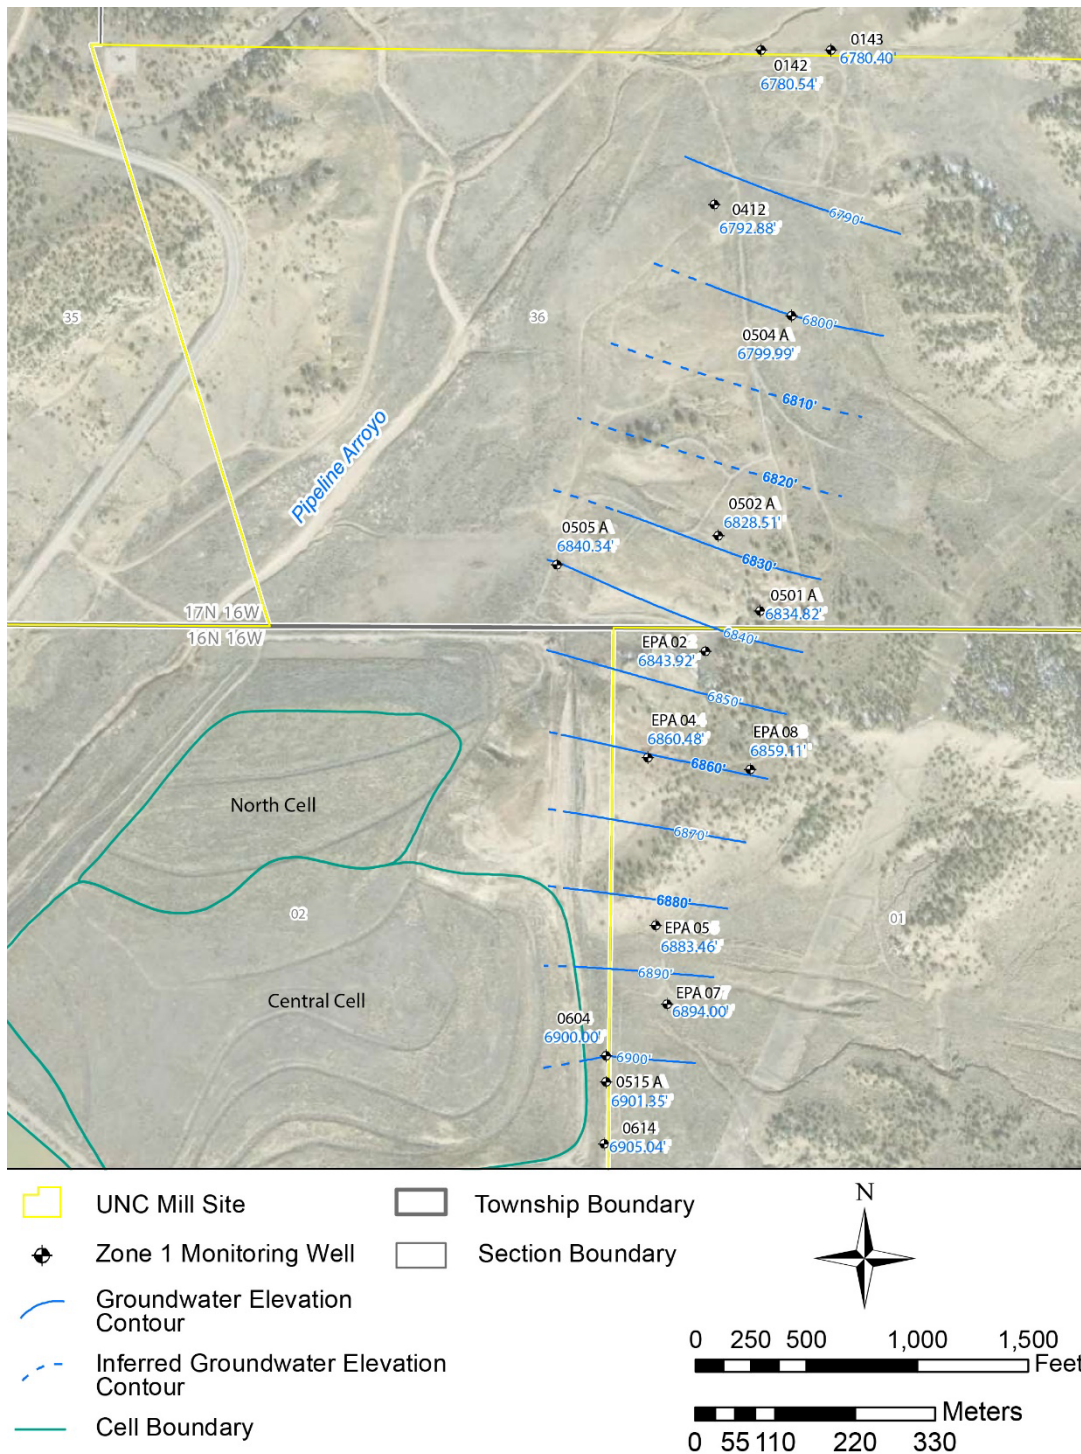 0143
6780.40'
0142
6780.54'
6790'
0412
6792.88'
35
36
6800'
0504 A
6799.99'
6810'
Pipeline Arroyo
6820'
0502 A
6828.51'
0505 A
6840.34'
6830'
0501 A
6834.82'
17N 16W
16N 16W
6840'
EPA 02
6843.92'
6850'
EPA 04
6860.48'
EPA 08
6859.11'
6860'
North Cell
6870'
6880'
02
01
EPA 05
6883.46'
6890'
Central Cell
EPA 07
6894.00'
0604
6900.00'
6900'
0515 A
6901.35'
0614
6905.04'
UNC Mill Site
Township Boundary
Zone 1 Monitoring Well
Section Boundary
Groundwater Elevation
Contour
Inferred Groundwater Elevation
Contour
Cell Boundary
N
0 250 500 1,000 1,500
Feet
Meters
0 55 110 220 330